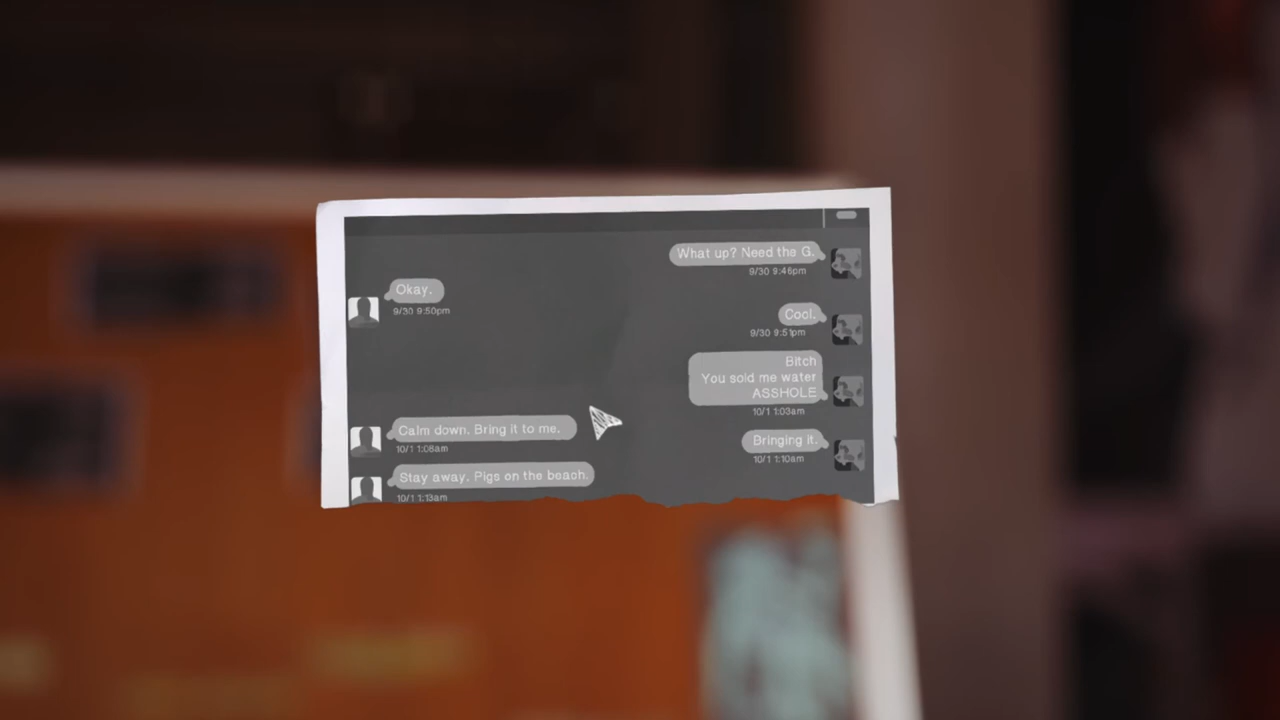 What up? Need the G.
9/30 9:46pm
Okay.
9/30 9:50pm
Cool.
9/30 9:51pm
Bitch
You sold me water
ASSHOLE
10/1 1:03am
Calm down. Bring it to me.
10/1 1:08am
Bringing it.
10/1 1:10am
Stay away. Pigs on the beach.
10/1 1:13am